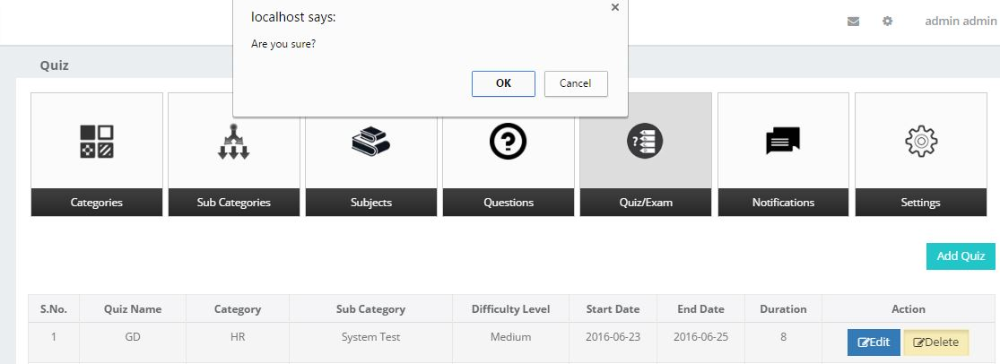 localhost says:
Are you sure?
OK Cancel
admin admin
Quiz
Categories Sub Categories Subjects Questions Quiz/Exam Notifications Settings
Add Quiz
S.No. Quiz Name Category Sub Category Difficulty Level Start Date End Date Duration Action
1 GD HR System Test Medium 2016-06-23 2016-06-25 8 Edit Delete